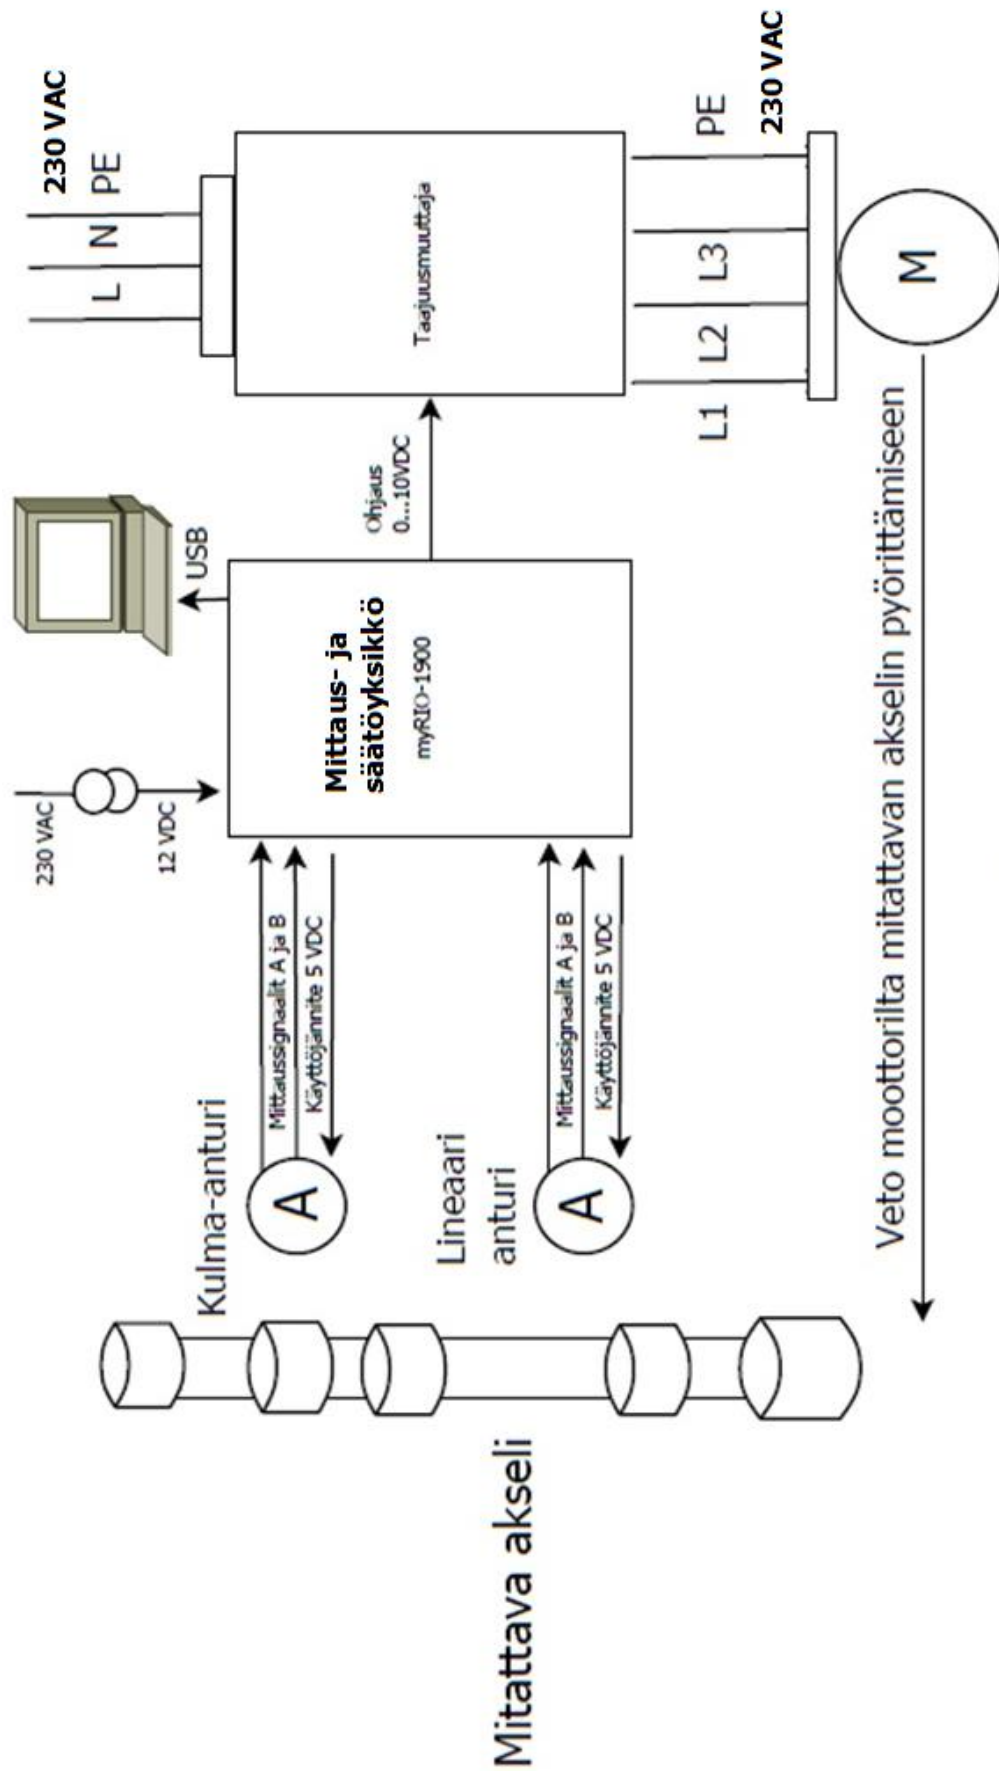 Mitattava akseli
Kulma-anturi
A
Mittaussignaalit A ja B
Käyttöjännite 5 VDC
Lineaari
anturi
A
Mittaussignaalit A ja B
Käyttöjännite 5 VDC
230 VAC
12 VDC
Mittaus- ja
säätöyksikkö
myRIO-1900
USB
Ohjaus
0...10VDC
230 VAC
L N PE
Taajuusmuuttaja
L1 L2 L3 PE
230 VAC
M
Veto moottorilta mitattavan akselin pyörittämiseen